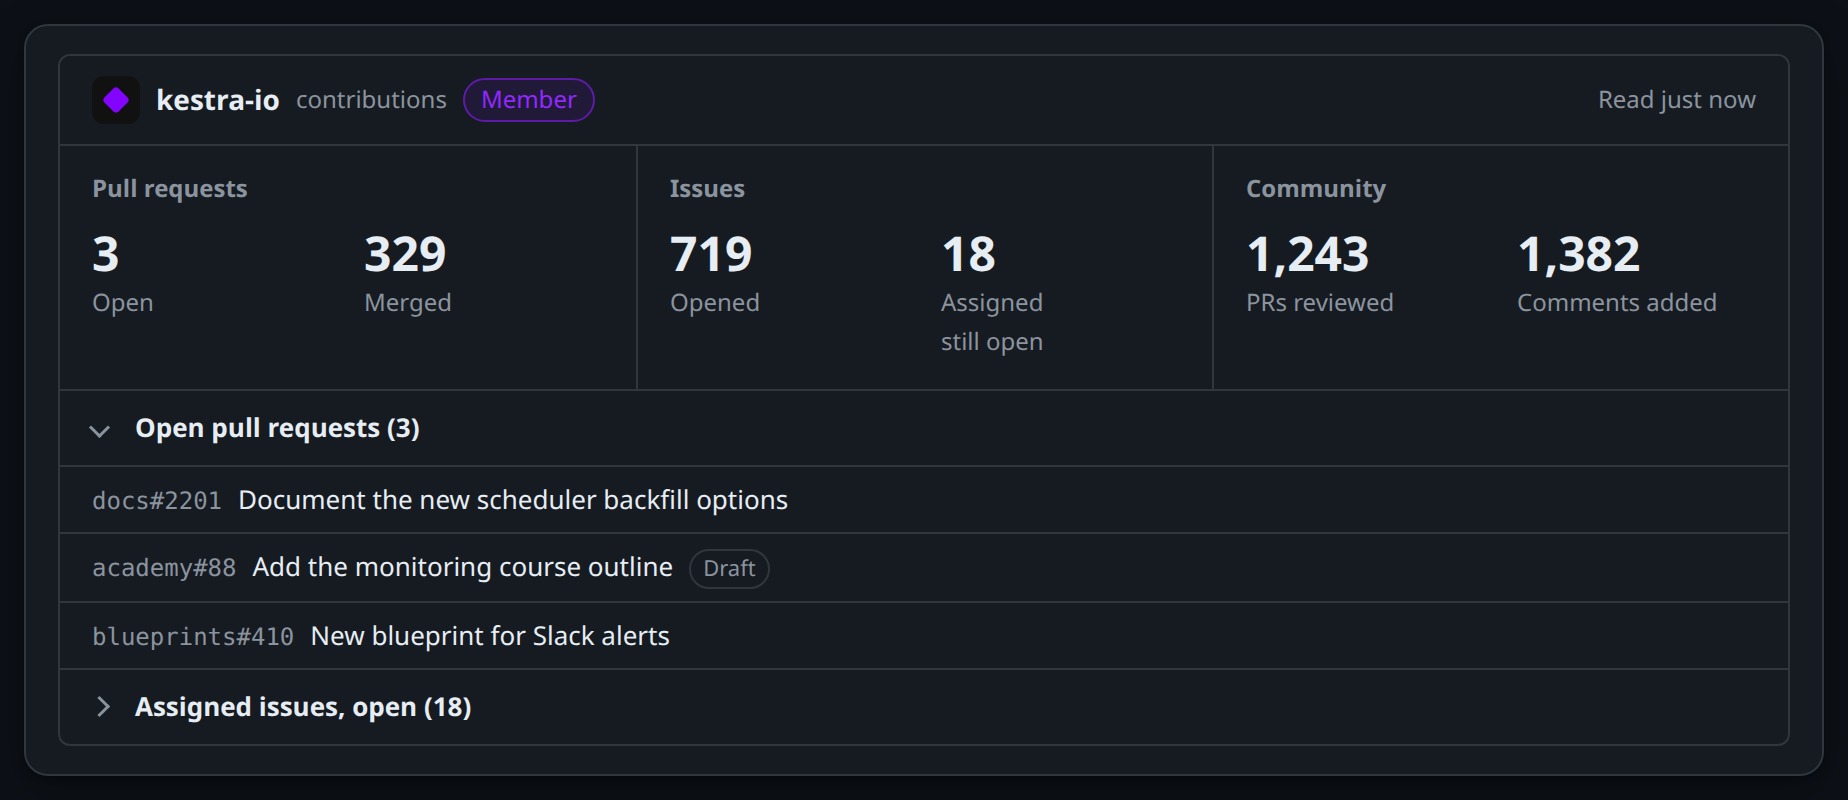 kestra-io contributions Member
Read just now
Pull requests
3
Open
329
Merged
Issues
719
Opened
18
Assigned
still open
Community
1,243
PRs reviewed
1,382
Comments added
Open pull requests (3)
docs#2201 Document the new scheduler backfill options
academy#88 Add the monitoring course outline Draft
blueprints#410 New blueprint for Slack alerts
Assigned issues, open (18)